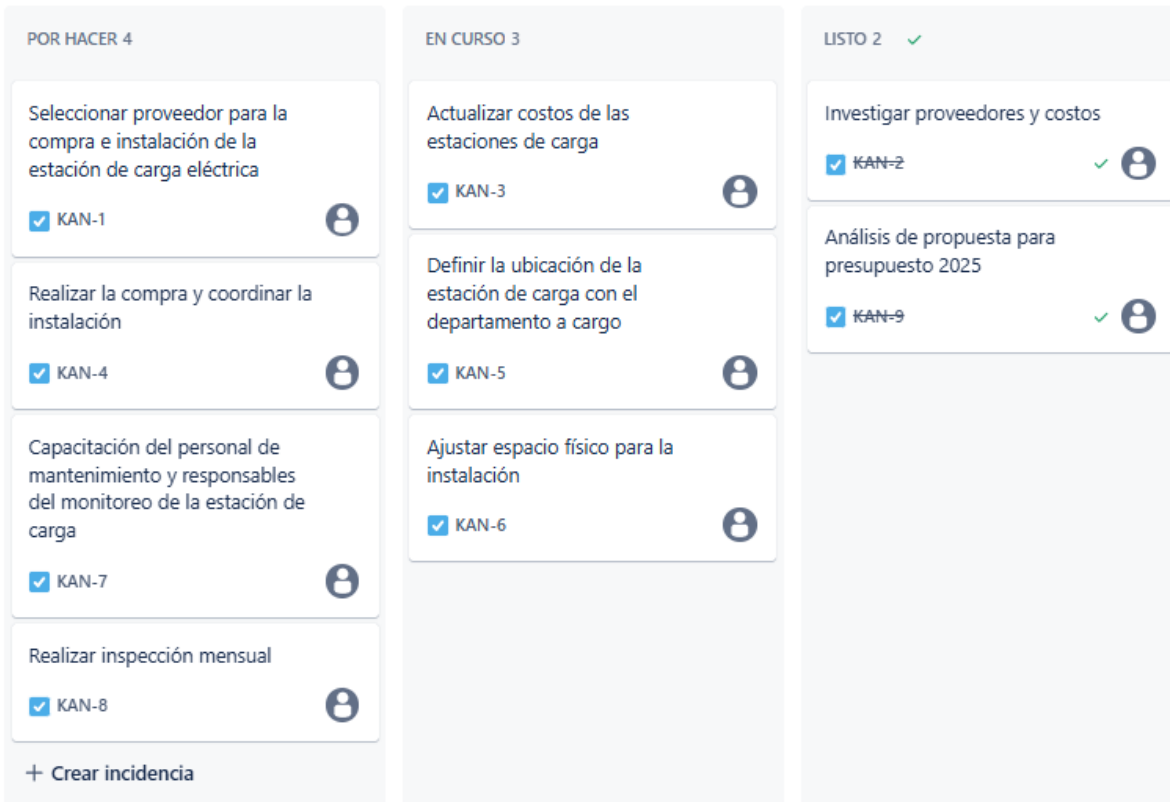 POR HACER 4
Seleccionar proveedor para la
compra e instalación de la
estación de carga eléctrica
KAN-1
Realizar la compra y coordinar la
instalación
KAN-4
Capacitación del personal de
mantenimiento y responsables
del monitoreo de la estación de
carga
KAN-7
Realizar inspección mensual
KAN-8
+ Crear incidencia
EN CURSO 3
Actualizar costos de las
estaciones de carga
KAN-3
Definir la ubicación de la
estación de carga con el
departamento a cargo
KAN-5
Ajustar espacio físico para la
instalación
KAN-6
LISTO 2
Investigar proveedores y costos
KAN-2
Análisis de propuesta para
presupuesto 2025
KAN-9